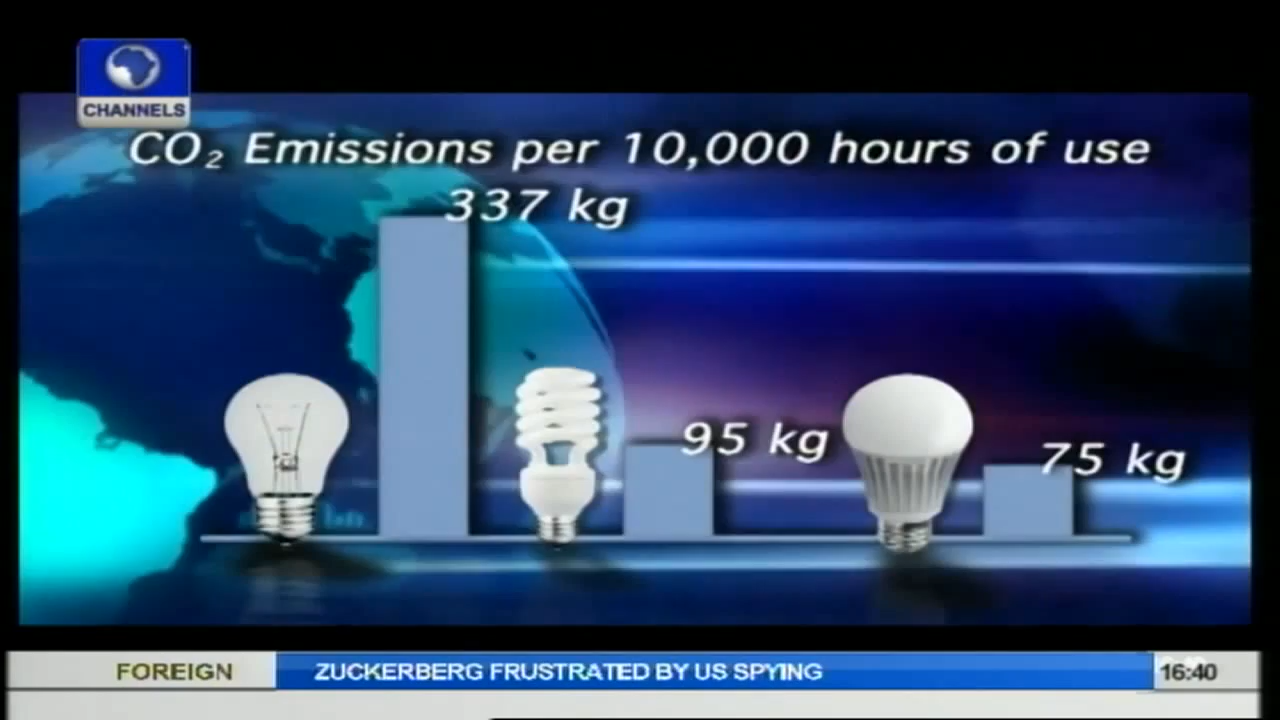 CHANNELS
CO₂ Emissions per 10,000 hours of use
337 kg
95 kg
75 kg
FOREIGN
ZUCKERBERG FRUSTRATED BY US SPYING
16:40